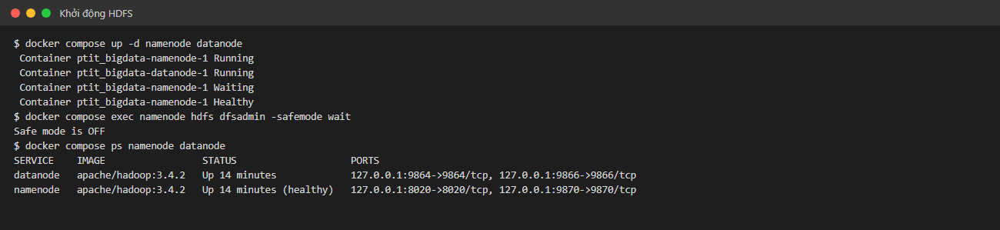 Khởi động HDFS
$ docker compose up -d namenode datanode
Container ptit_bigdata-namenode-1 Running
Container ptit_bigdata-datanode-1 Running
Container ptit_bigdata-namenode-1 Waiting
Container ptit_bigdata-namenode-1 Healthy
$ docker compose exec namenode hdfs dfsadmin -safemode wait
Safe mode is OFF
$ docker compose ps namenode datanode
SERVICE    IMAGE                 STATUS                    PORTS
datanode   apache/hadoop:3.4.2   Up 14 minutes             127.0.0.1:9864->9864/tcp, 127.0.0.1:9866->9866/tcp
namenode   apache/hadoop:3.4.2   Up 14 minutes (healthy)   127.0.0.1:8020->8020/tcp, 127.0.0.1:9870->9870/tcp